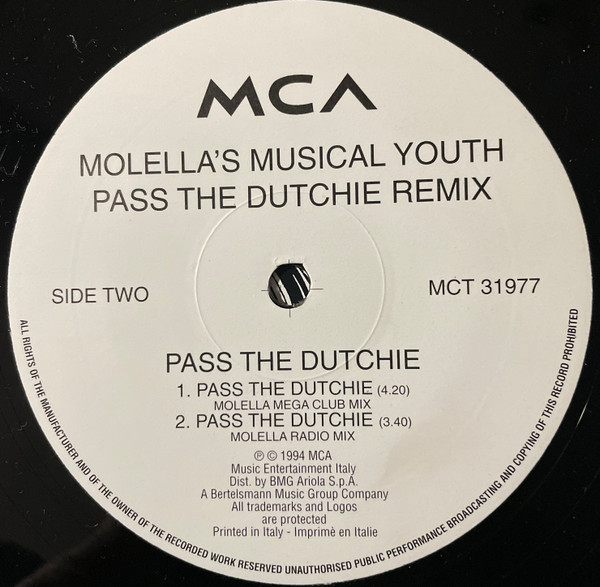 MCA
MOLELLA'S MUSICAL YOUTH
PASS THE DUTCHIE REMIX
SIDE TWO
MCT 31977
PASS THE DUTCHIE
1. PASS THE DUTCHIE (4.20)
MOLELLA MEGA CLUB MIX
2. PASS THE DUTCHIE (3.40)
MOLELLA RADIO MIX
℗ © 1994 MCA
Music Entertainment Italy
Dist. by BMG Ariola S.p.A.
A Bertelsmann Music Group Company
All trademarks and Logos
are protected
Printed in Italy - Imprimè en Italie
ALL RIGHTS OF THE MANUFACTURER AND OF THE OWNER OF THE RECORDED WORK RESERVED UNAUTHORISED PUBLIC PERFORMANCE BROADCASTING AND COPYING OF THIS RECORD PROHIBITED